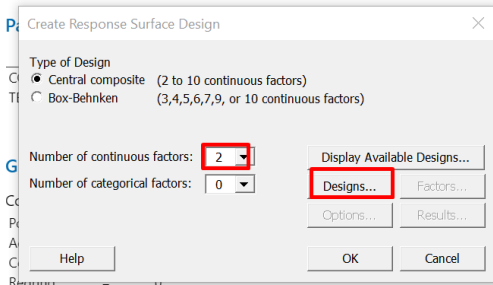 Pa
Create Response Surface Design
Type of Design
Central composite (2 to 10 continuous factors)
Box-Behnken (3,4,5,6,7,9, or 10 continuous factors)
Number of continuous factors: 2
Display Available Designs...
Number of categorical factors: 0
Designs...
Factors...
Options...
Results...
Help
OK
Cancel